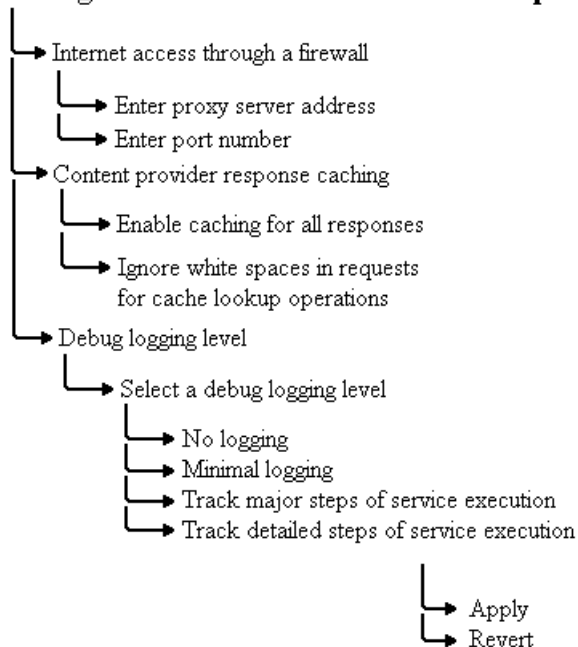 Internet access through a firewall
Enter proxy server address
Enter port number
Content provider response caching
Enable caching for all responses
Ignore white spaces in requests
for cache lookup operations
Debug logging level
Select a debug logging level
No logging
Minimal logging
Track major steps of service execution
Track detailed steps of service execution
Apply
Revert